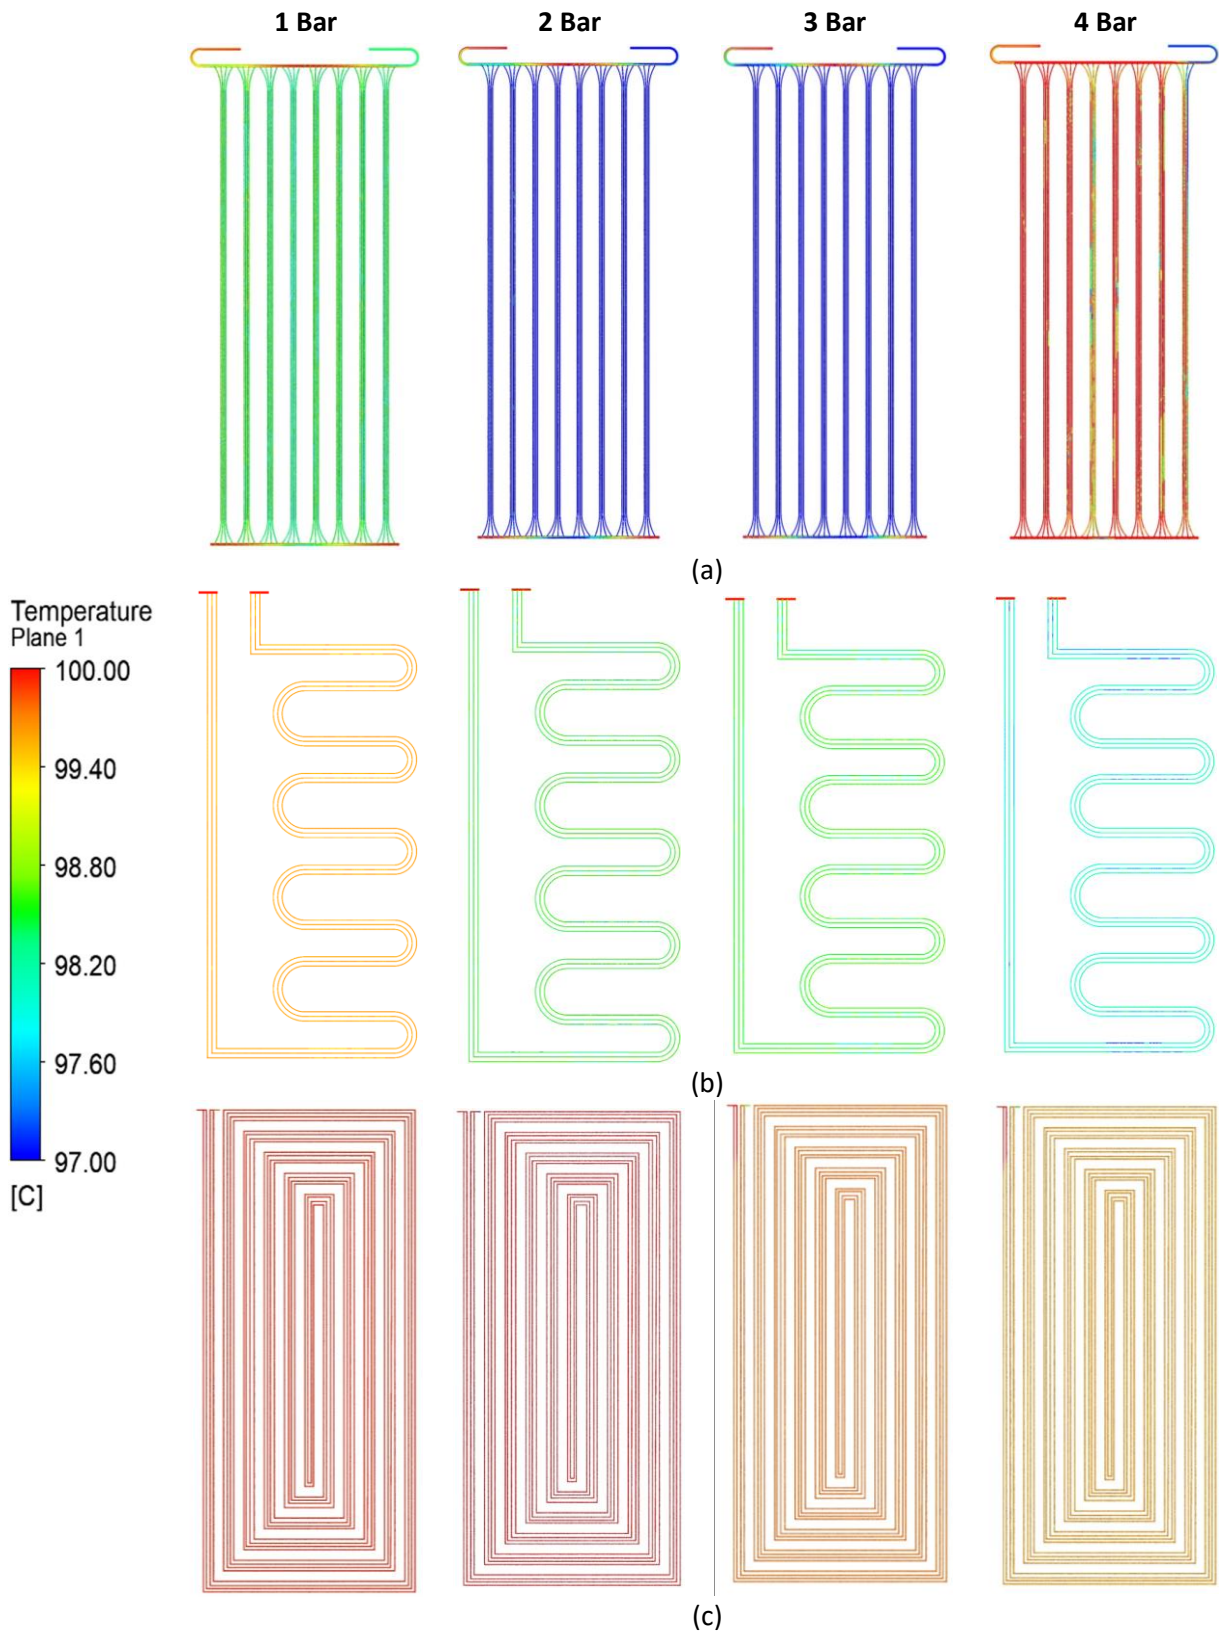 1 Bar 2 Bar 3 Bar 4 Bar
(a)
Temperature
Plane 1
100.00
99.40
98.80
98.20
97.60
97.00
[C]
(b)
(c)